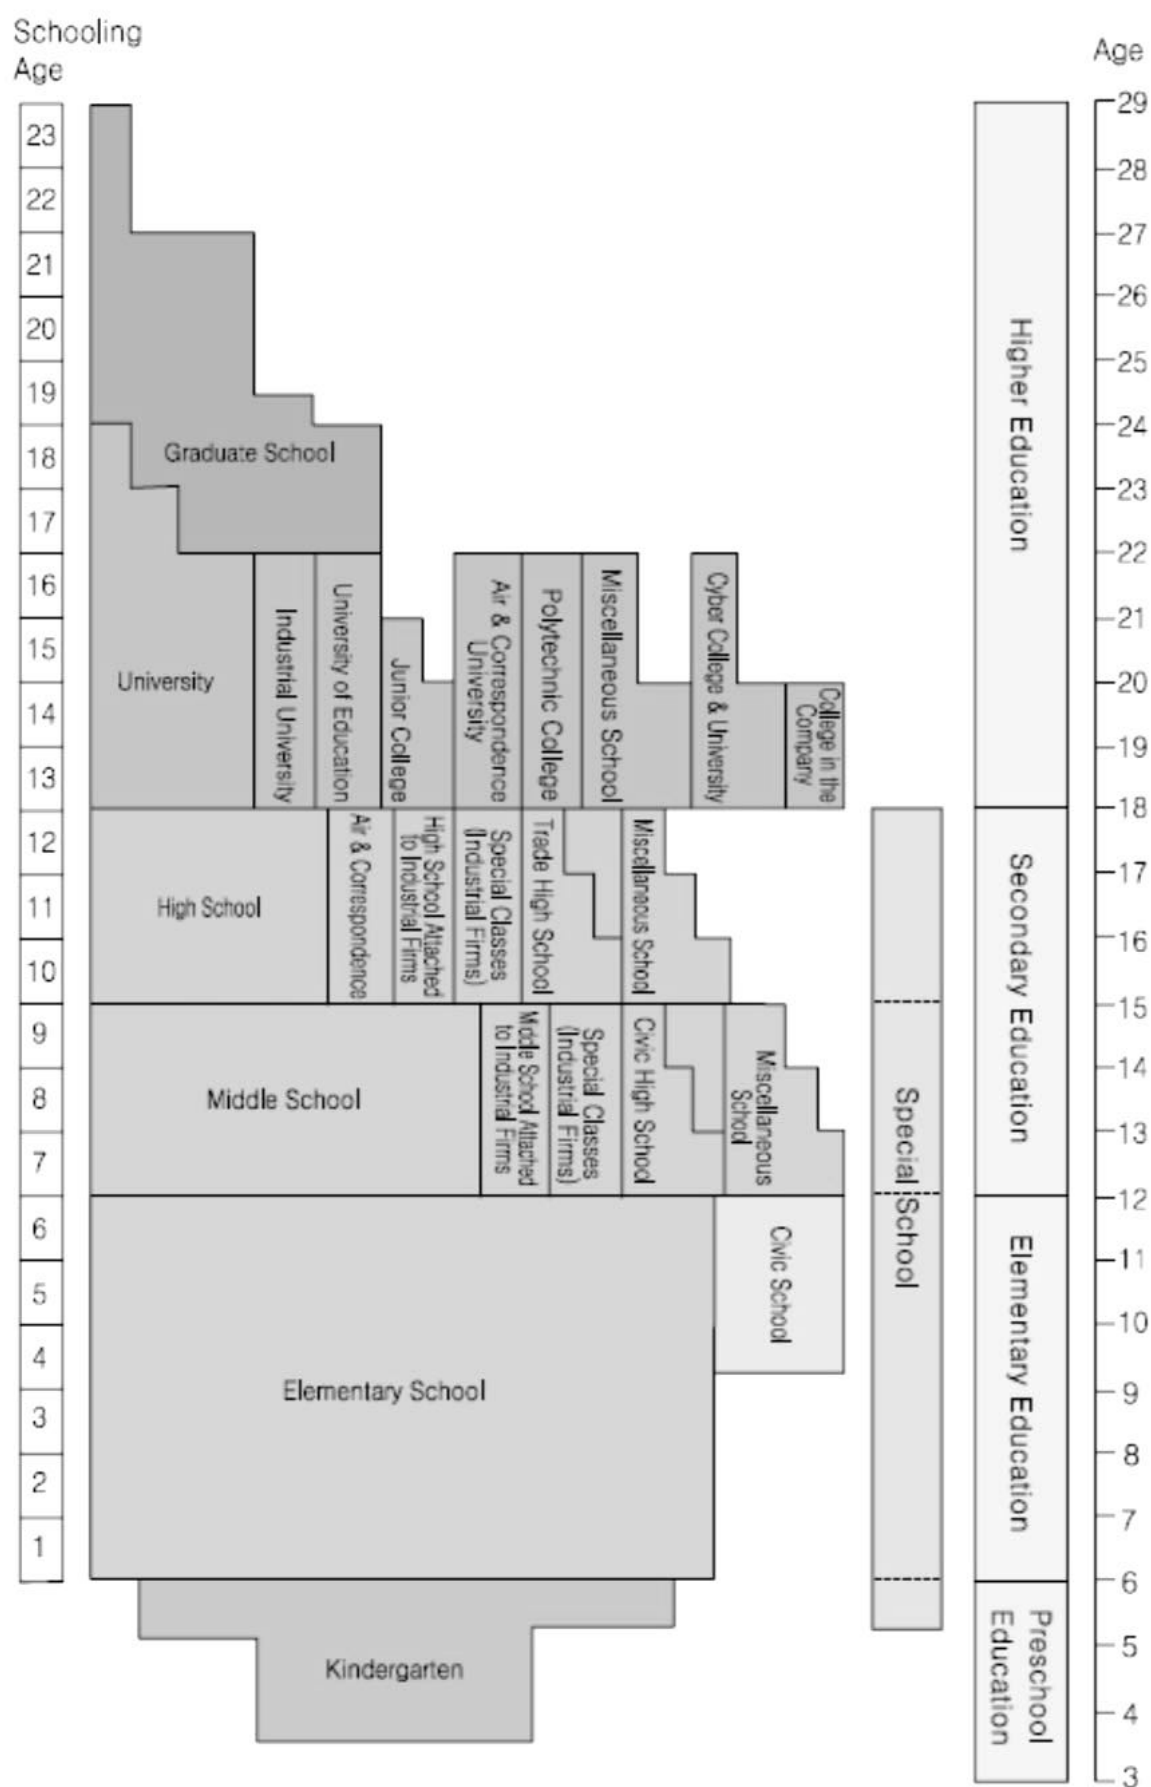 Schooling
Age
Age
23
22
21
20
19
18
17
16
15
14
13
12
11
10
9
8
7
6
5
4
3
2
1
Graduate School
University
Industrial University
University of Education
Junior College
Air & Correspondence
University
Polytechnic College
Miscellaneous School
Cyber College & University
College in the
Company
High School
Air & Correspondence
High School Attached
to Industrial Firms
Special Classes
(Industrial Firms)
Trade High School
Miscellaneous School
Middle School
Middle School Attached
to Industrial Firms
Special Classes
(Industrial Firms)
Civic High School
Miscellaneous
School
Elementary School
Civic School
Kindergarten
Special School
Higher Education
Secondary Education
Elementary Education
Preschool
Education
29
28
27
26
25
24
23
22
21
20
19
18
17
16
15
14
13
12
11
10
9
8
7
6
5
4
3